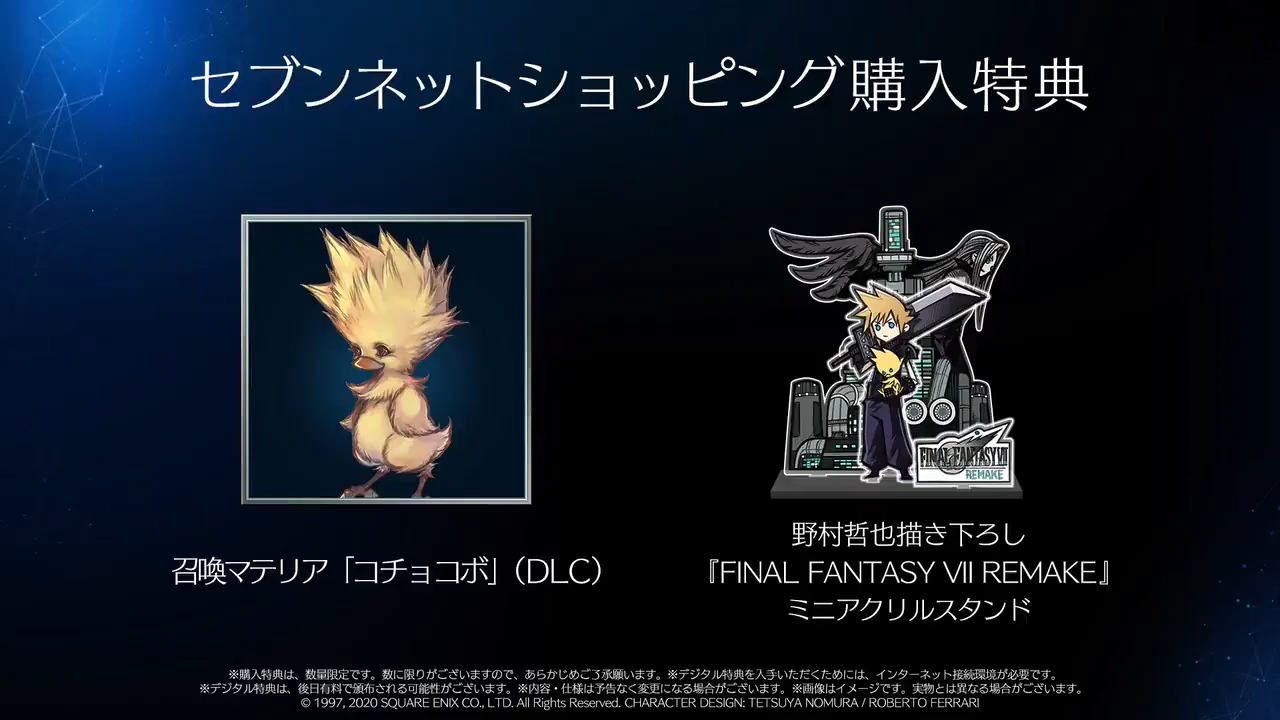 セブンネットショッピング購入特典
FINAL FANTASY VII
REMAKE
召喚マテリア「コチョコボ」（DLC）
野村哲也描き下ろし
『FINAL FANTASY VII REMAKE』
ミニアクリルスタンド
※購入特典は、数量限定です。数に限りがございますので、あらかじめご了承願います。※デジタル特典を入手いただくためには、インターネット接続環境が必要です。
※デジタル特典は、後日有料で頒布される可能性がございます。※内容・仕様は予告なく変更になる場合がございます。※画像はイメージです。実物とは異なる場合がございます。
© 1997, 2020 SQUARE ENIX CO., LTD. All Rights Reserved. CHARACTER DESIGN: TETSUYA NOMURA / ROBERTO FERRARI